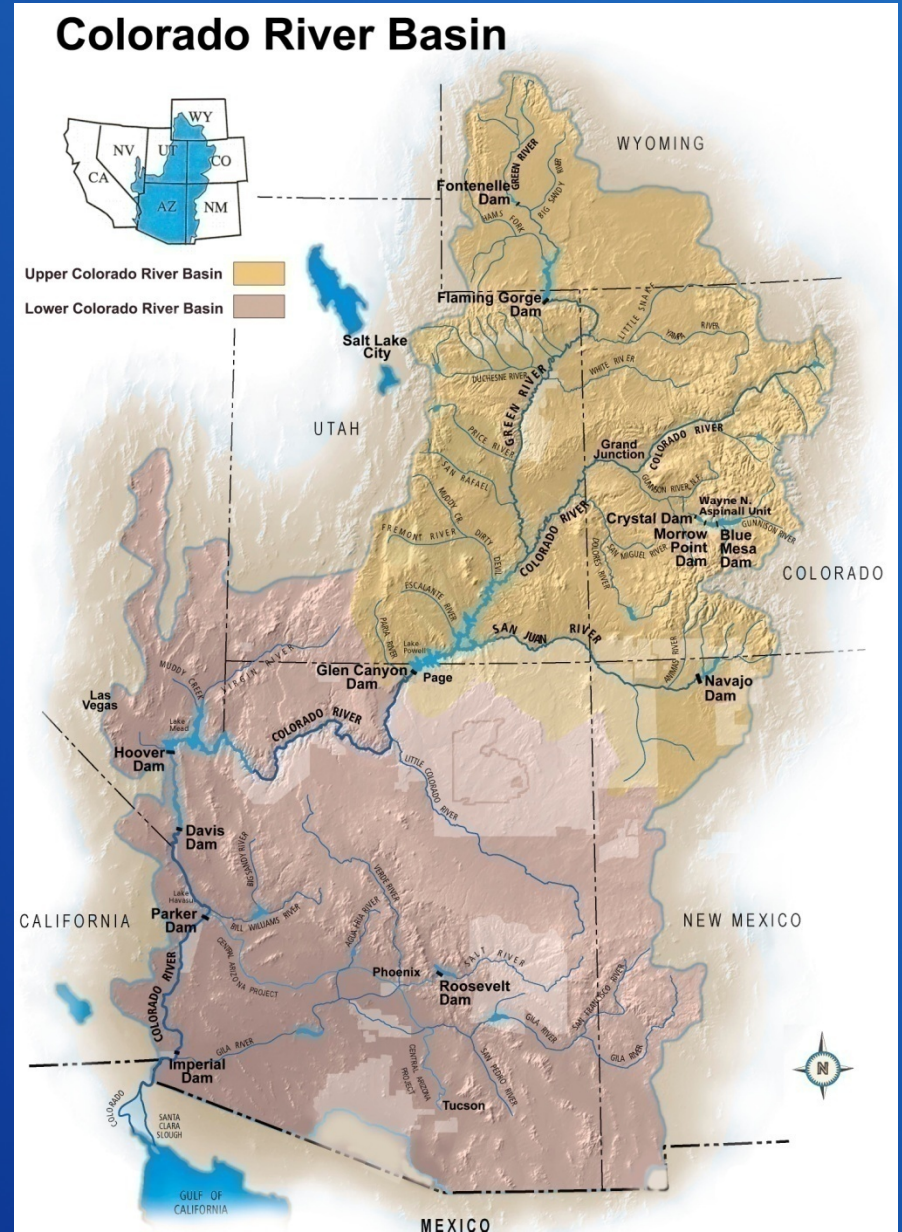 Colorado River Basin
WY
NV
UT
CO
CA
AZ
NM
WYOMING
GREEN RIVER
Fontenelle
Dam
BIG SANDY
RIVER
HAMS FORK
Upper Colorado River Basin
Lower Colorado River Basin
Flaming Gorge
Dam
LITTLE SNAKE
YAMPA RIVER
Salt Lake
City
WHITE RIVER
DUCHESNE RIVER
GREEN RIVER
UTAH
PRICE RIVER
COLORADO RIVER
Grand
Junction
SAN RAFAEL
GUNNISON RIVER, N.F.
Wayne N.
Aspinall Unit
MUDDY CR.
Crystal Dam
GUNNISON RIVER
FREMONT RIVER
DIRTY
DEVIL
COLORADO RIVER
Morrow
Point
Dam
Blue
Mesa
Dam
SAN MIGUEL RIVER
DOLORES RIVER
COLORADO
ESCALANTE RIVER
PARIA RIVER
SAN JUAN RIVER
Lake
Powell
ANIMAS RIVER
VIRGIN RIVER
MUDDY CREEK
Glen Canyon
Dam
Page
Navajo
Dam
Las
Vegas
Lake
Mead
COLORADO RIVER
Hoover
Dam
LITTLE COLORADO RIVER
Davis
Dam
BIG SANDY RIVER
VERDE RIVER
Lake
Havasu
CALIFORNIA
Parker
Dam
BILL WILLIAMS RIVER
AGUA FRIA RIVER
NEW MEXICO
CENTRAL ARIZONA PROJECT
SALT RIVER
Phoenix
Roosevelt
Dam
COLORADO RIVER
SAN FRANCISCO RIVER
GILA RIVER
GILA RIVER
GILA RIVER
Imperial
Dam
CENTRAL ARIZONA
PROJECT
SAN PEDRO RIVER
N
COLORADO
Tucson
SANTA
CLARA
SLOUGH
GULF OF
CALIFORNIA
MEXICO